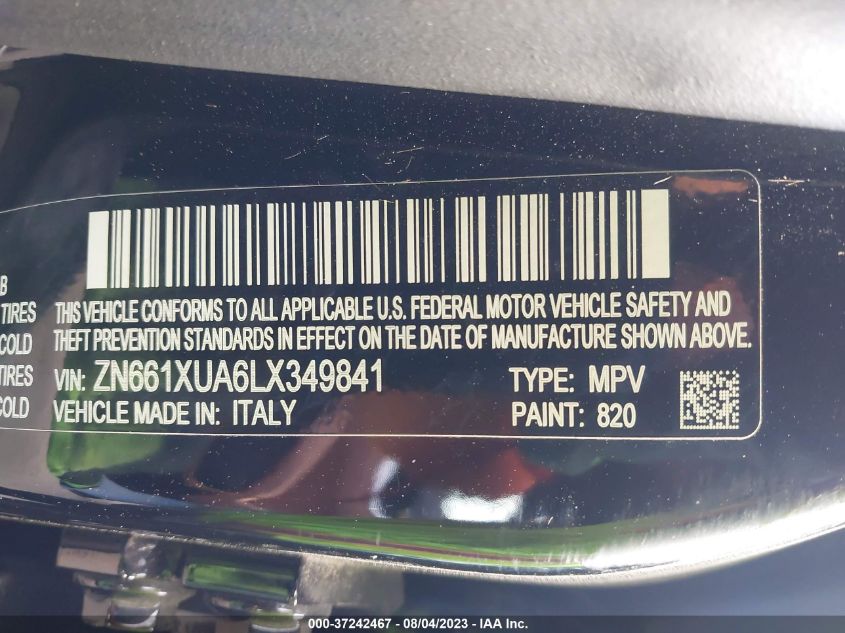 B
TIRES
COLD
TIRES
COLD
THIS VEHICLE CONFORMS TO ALL APPLICABLE U.S. FEDERAL MOTOR VEHICLE SAFETY AND
THEFT PREVENTION STANDARDS IN EFFECT ON THE DATE OF MANUFACTURE SHOWN ABOVE.
VIN: ZN661XUA6LX349841
TYPE: MPV
VEHICLE MADE IN: ITALY
PAINT: 820
000-37242467 - 08/04/2023 - IAA Inc.